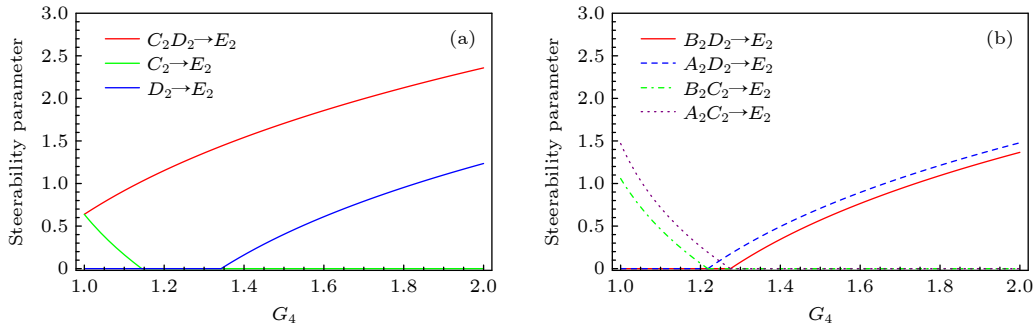 3.0
2.5
2.0
1.5
1.0
0.5
0
Steerability parameter
C₂D₂→E₂
C₂→E₂
D₂→E₂
(a)
1.0 1.2 1.4 1.6 1.8 2.0
G₄
3.0
2.5
2.0
1.5
1.0
0.5
0
Steerability parameter
B₂D₂→E₂
A₂D₂→E₂
B₂C₂→E₂
A₂C₂→E₂
(b)
1.0 1.2 1.4 1.6 1.8 2.0
G₄